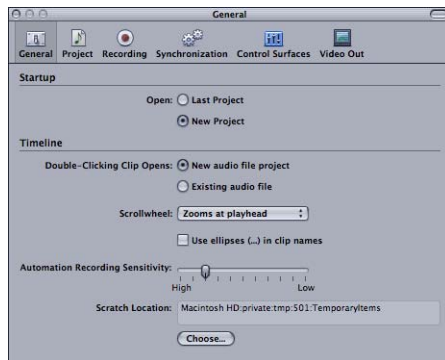 General
General Project Recording Synchronization Control Surfaces Video Out
Startup
Open: Last Project
New Project
Timeline
Double-Clicking Clip Opens: New audio file project
Existing audio file
Scrollwheel: Zooms at playhead
Use ellipses (...) in clip names
Automation Recording Sensitivity:
High Low
Scratch Location: Macintosh HD:private:tmp:501:TemporaryItems
Choose...